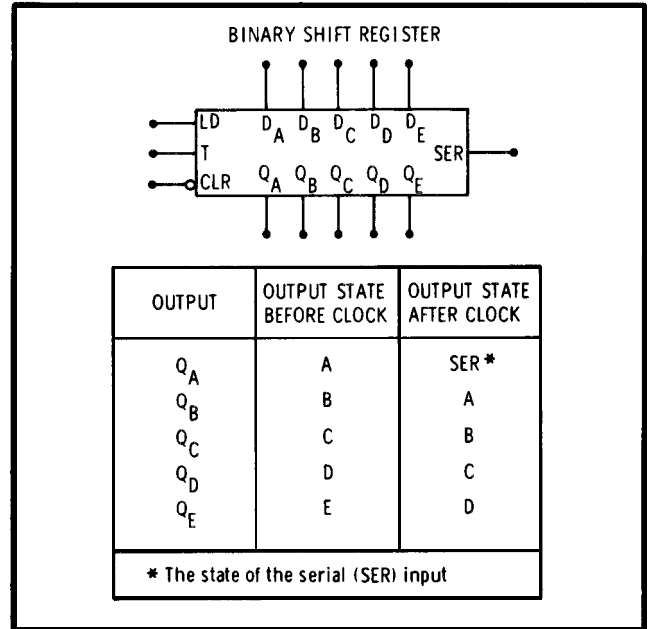 BINARY SHIFT REGISTER
LD D_A D_B D_C D_D D_E
T SER
CLR Q_A Q_B Q_C Q_D Q_E
OUTPUT OUTPUT STATE BEFORE CLOCK OUTPUT STATE AFTER CLOCK
Q_A A SER*
Q_B B A
Q_C C B
Q_D D C
Q_E E D
* The state of the serial (SER) input